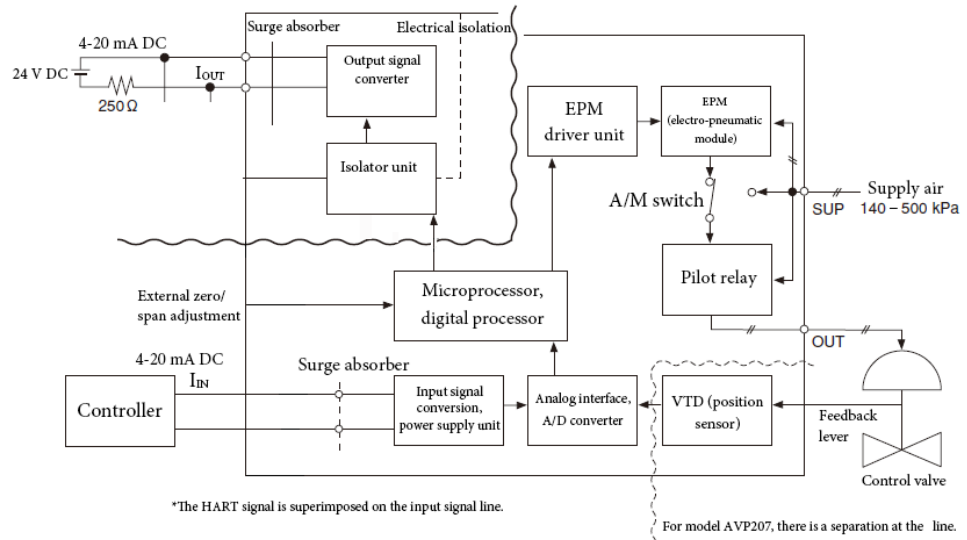 Surge absorber
Electrical isolation
4-20 mA DC
24 V DC
IOUT
250 Ω
Output signal
converter
Isolator unit
EPM
driver unit
EPM
(electro-pneumatic
module)
A/M switch
SUP
Supply air
140 – 500 kPa
Pilot relay
Microprocessor,
digital processor
External zero/
span adjustment
OUT
4-20 mA DC
IIN
Surge absorber
Controller
Input signal
conversion,
power supply unit
Analog interface,
A/D converter
VTD (position
sensor)
Feedback
lever
Control valve
*The HART signal is superimposed on the input signal line.
For model AVP207, there is a separation at the line.